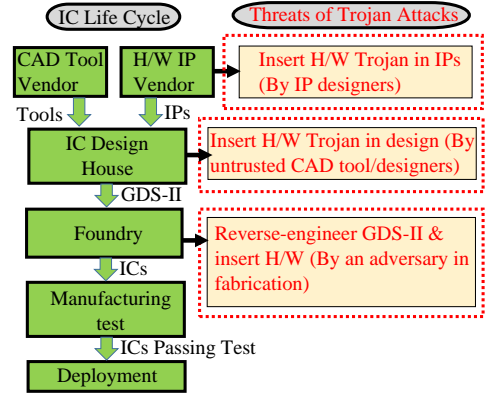 IC Life Cycle
Threats of Trojan Attacks
CAD Tool
Vendor
H/W IP
Vendor
Insert H/W Trojan in IPs
(By IP designers)
Tools
IPs
IC Design
House
Insert H/W Trojan in design (By
untrusted CAD tool/designers)
GDS-II
Foundry
Reverse-engineer GDS-II &
insert H/W (By an adversary in
fabrication)
ICs
Manufacturing
test
ICs Passing Test
Deployment